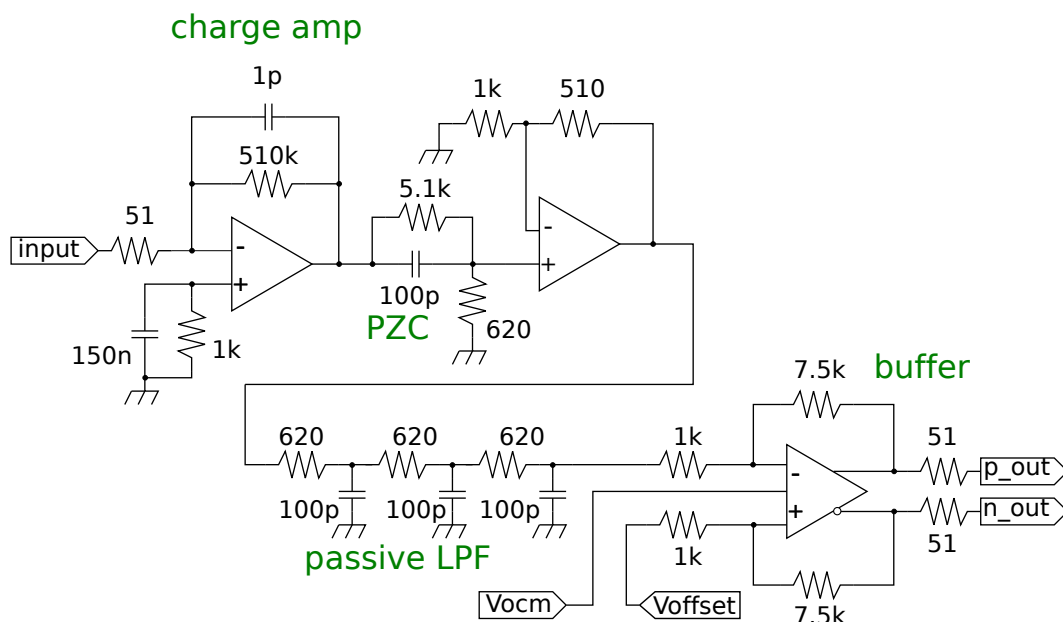 charge amp
1p
1k
510
510k
5.1k
51
input
-
+
-
+
100p
PZC
620
150n
1k
7.5k
buffer
620
620
620
1k
51
p_out
-
100p
100p
100p
+
n_out
passive LPF
1k
51
Vocm
Voffset
7.5k